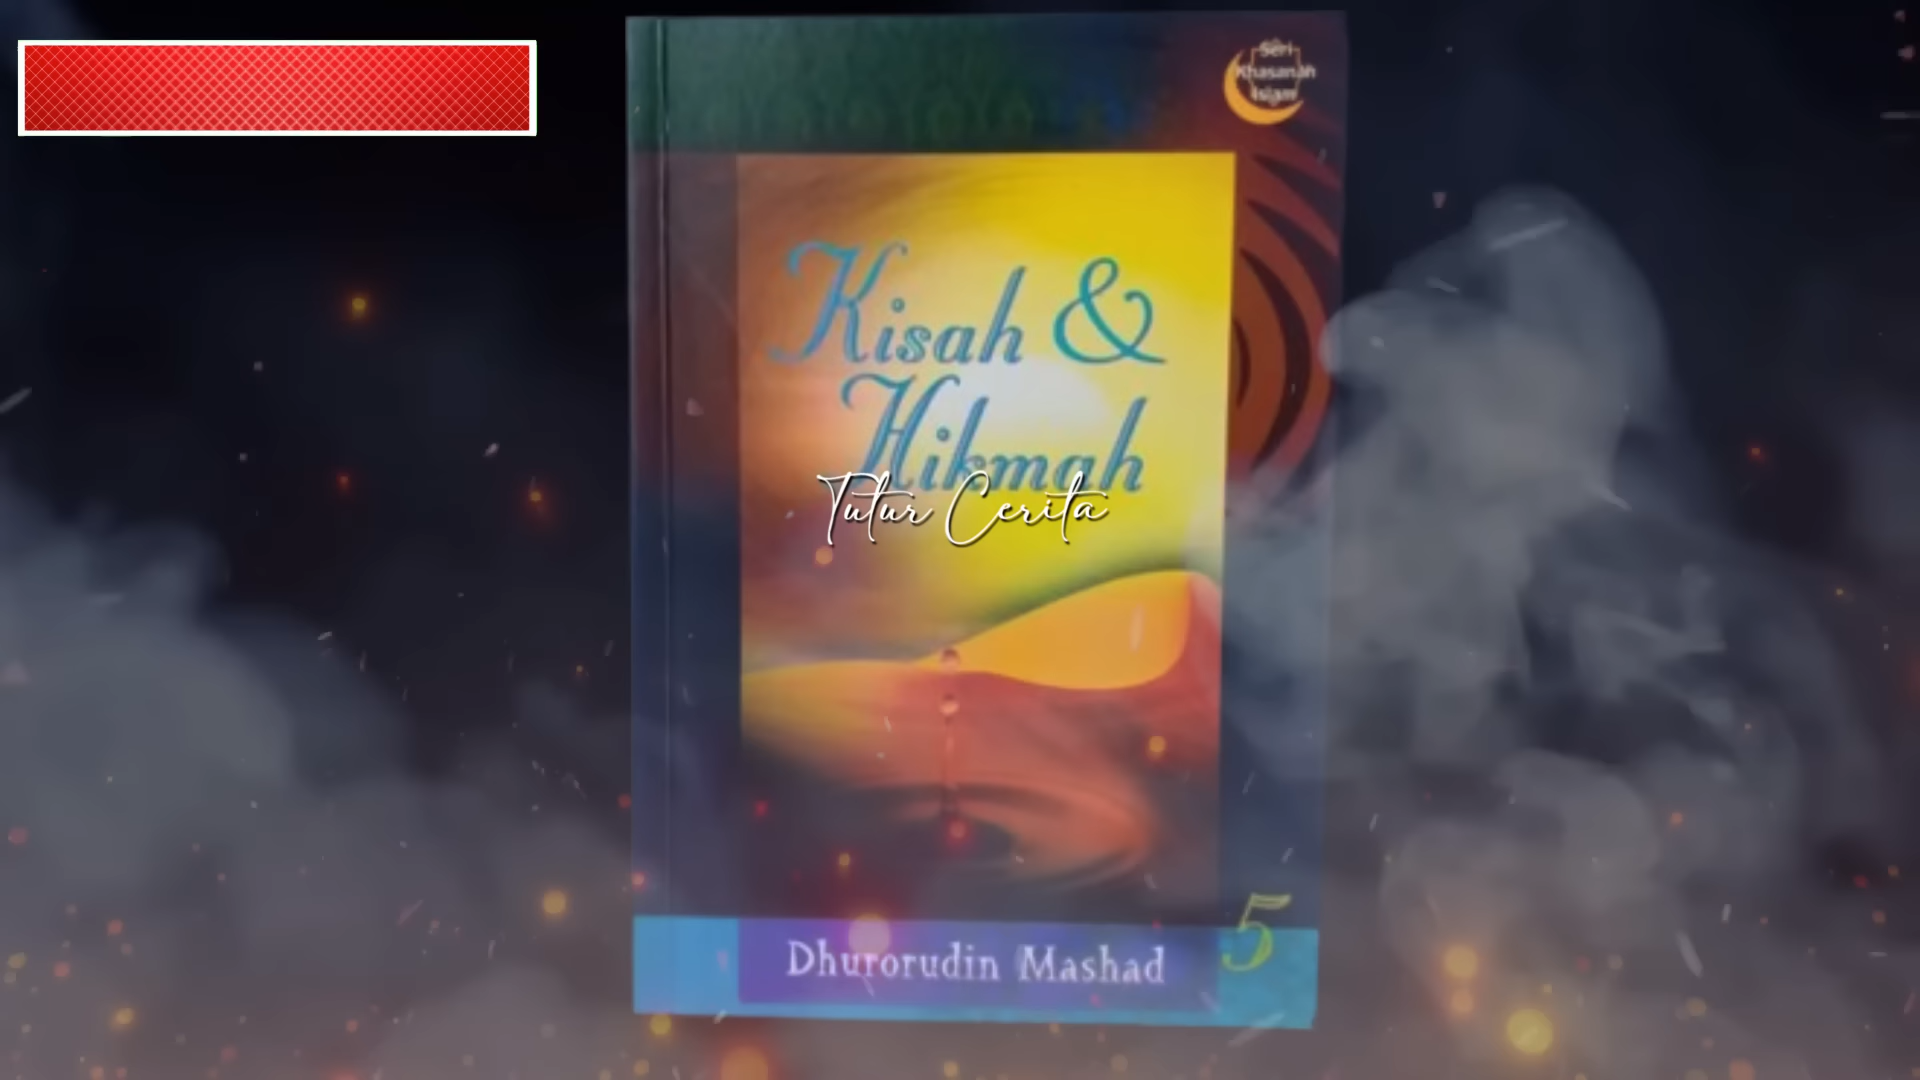 Seri
Khasanah
Islam
Kisah &
Hikmah
Tutur Cerita
5
Dhurorudin Mashad